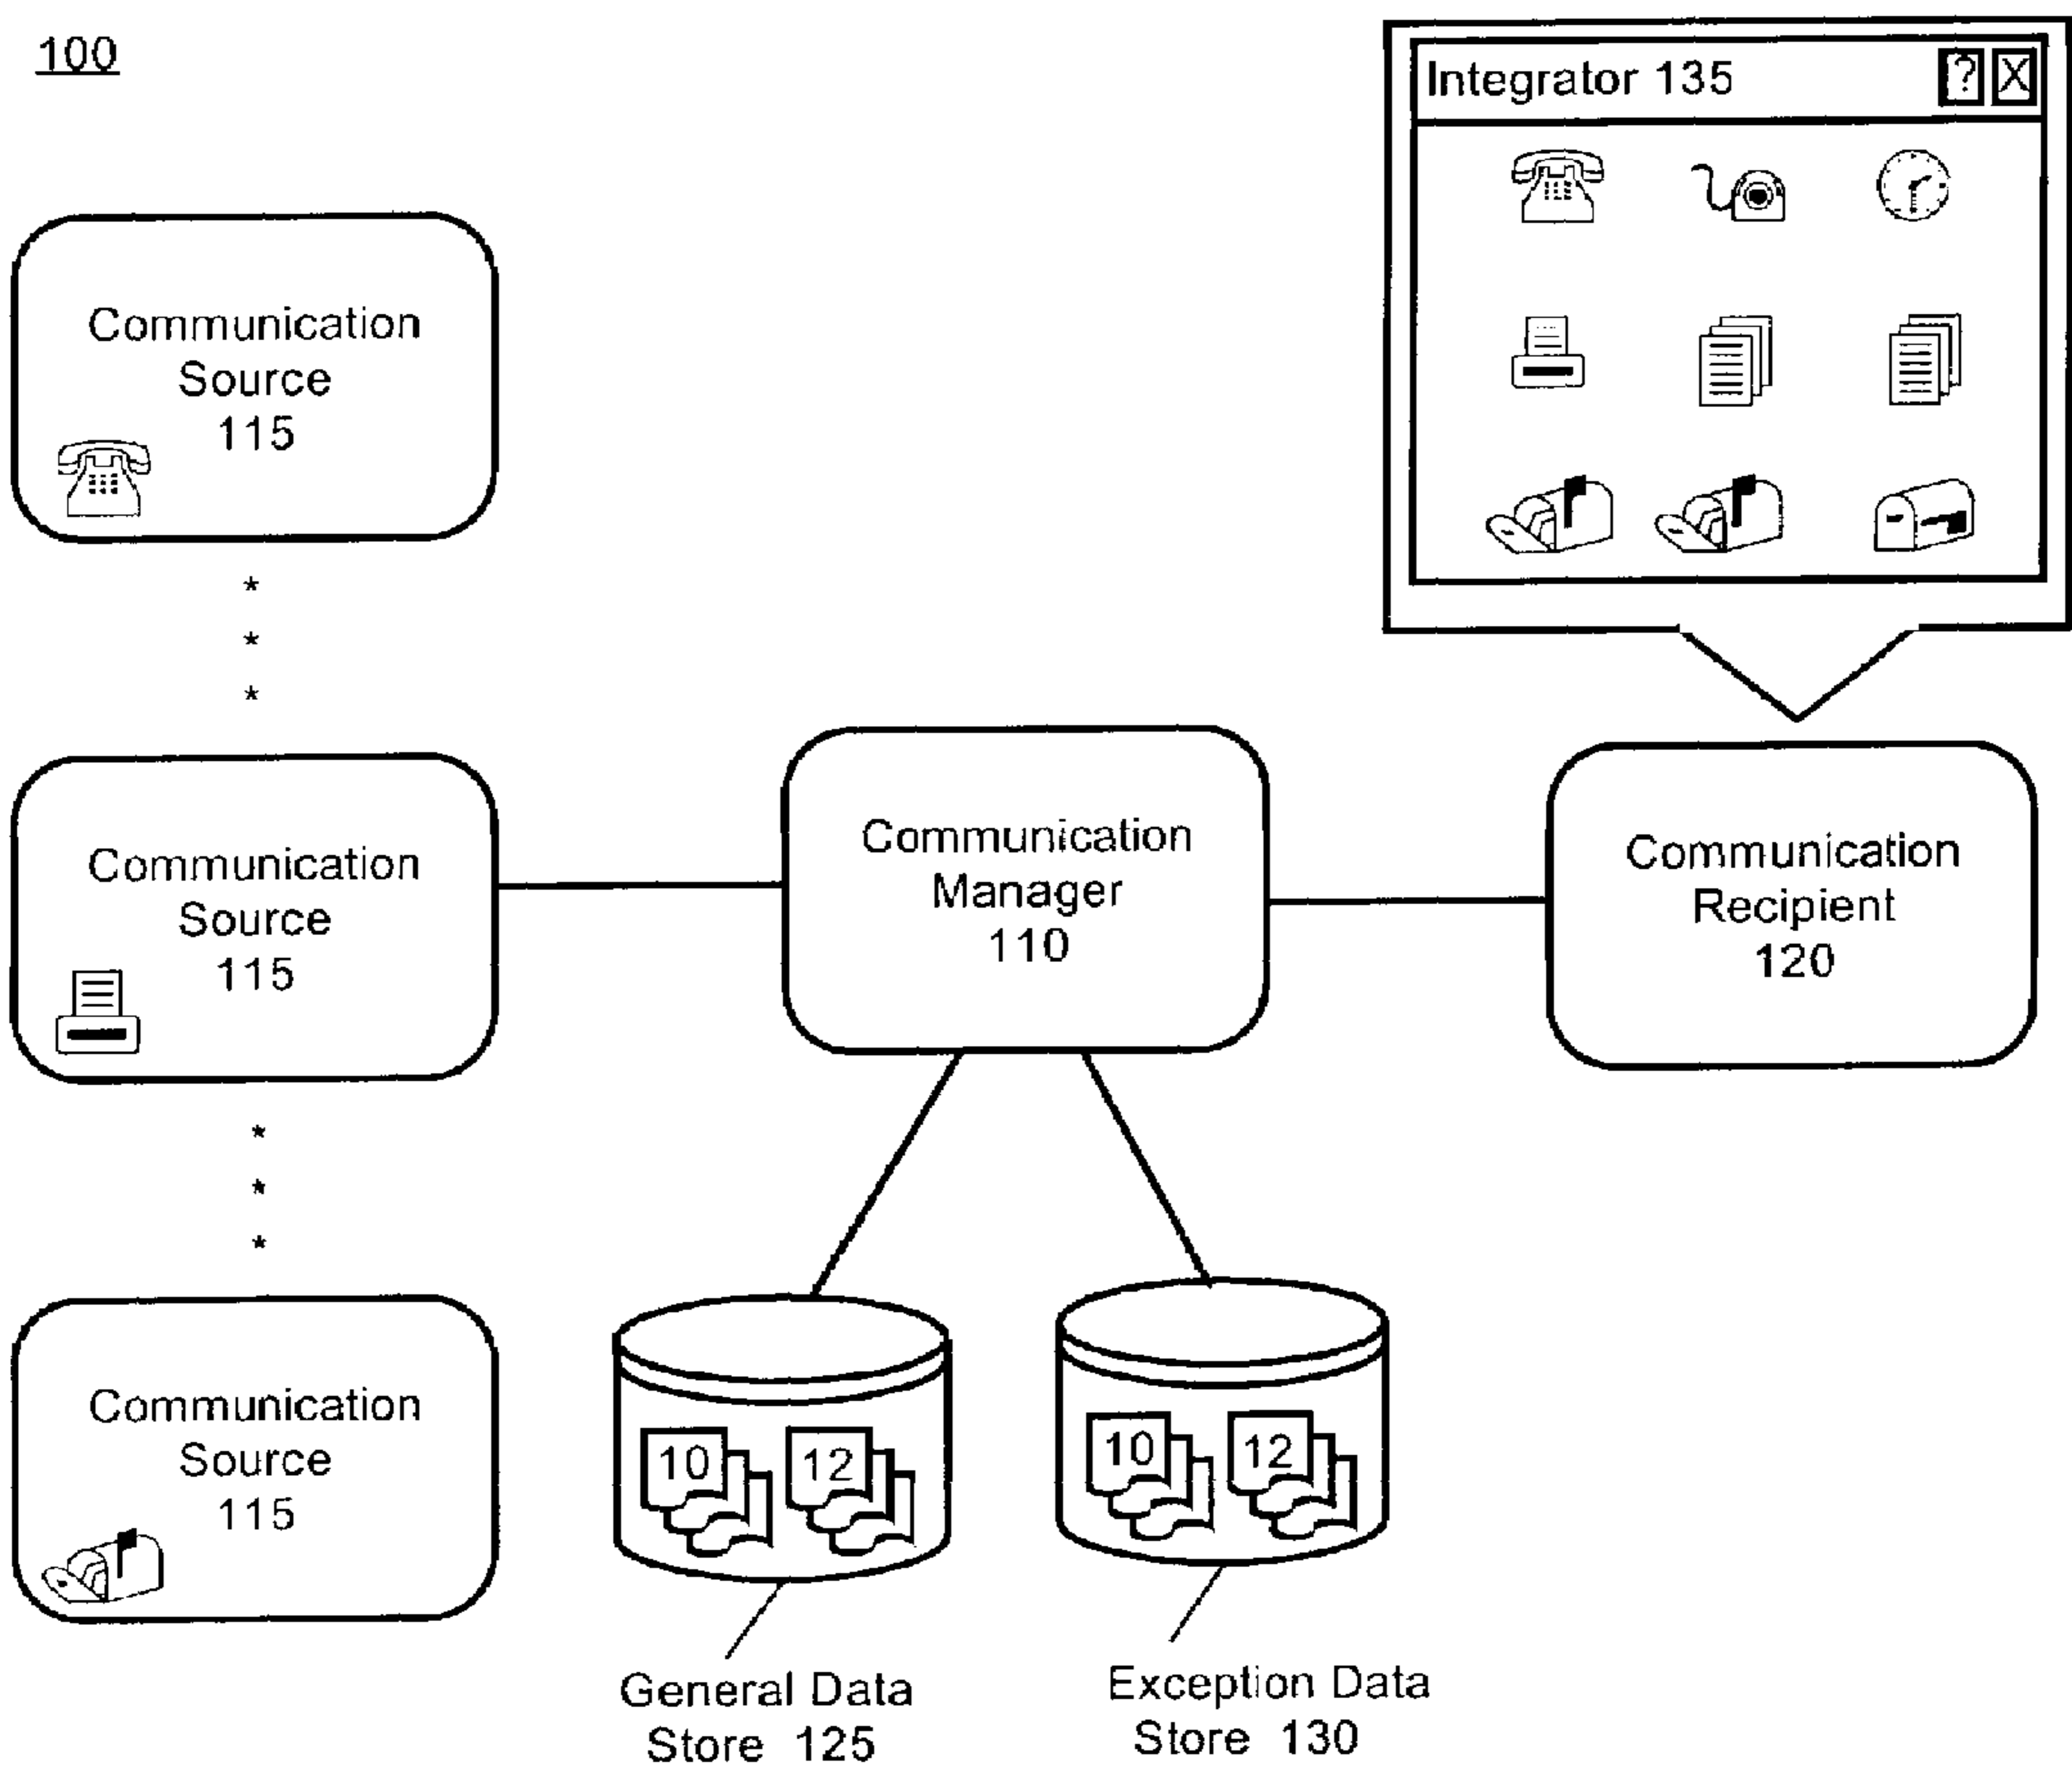 100
Integrator 135 ? X
Communication
Source
115
*
*
*
Communication
Source
115
Communication
Manager
110
Communication
Recipient
120
*
*
*
Communication
Source
115
10 12
10 12
General Data
Store 125
Exception Data
Store 130